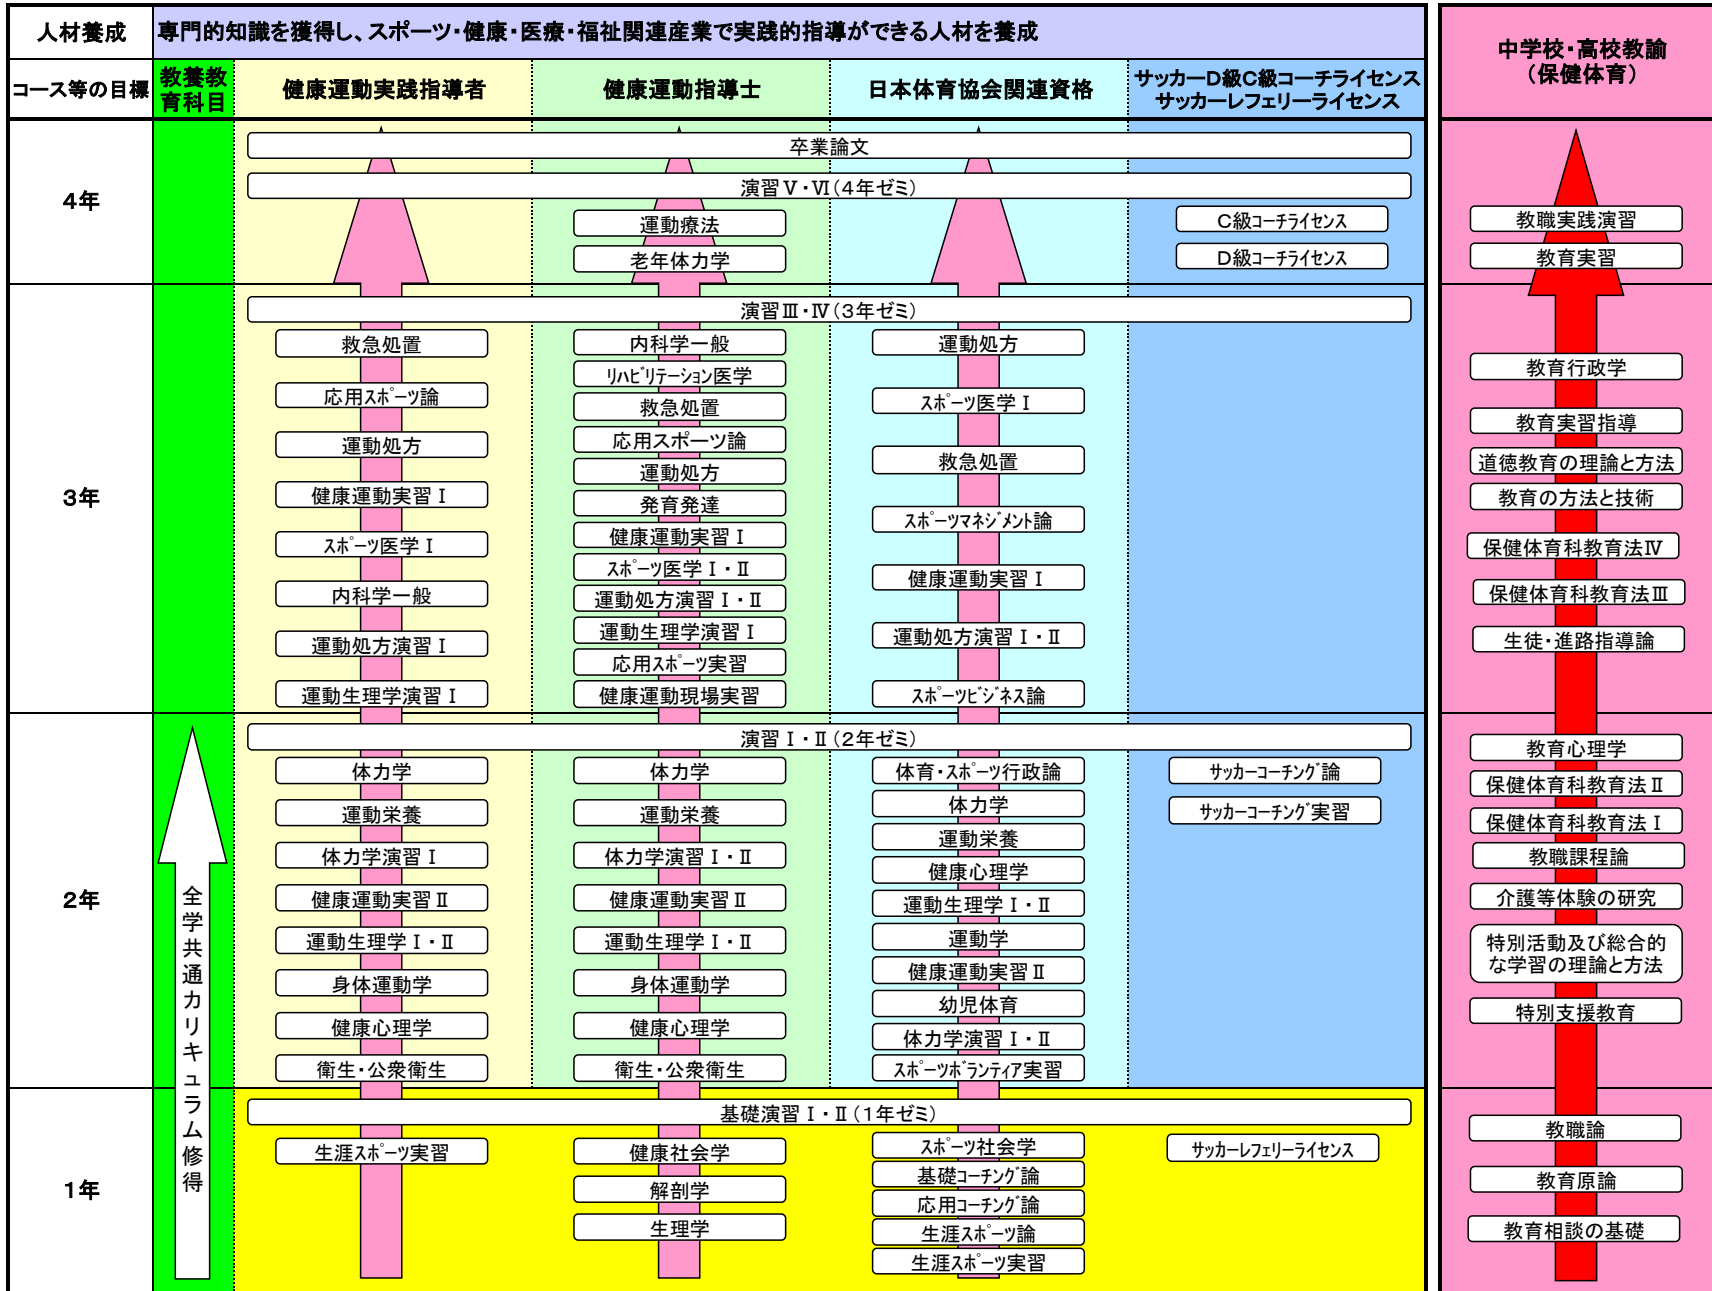 人材養成
専門的知識を獲得し、スポーツ・健康・医療・福祉関連産業で実践的指導ができる人材を養成
コース等の目標
教養教
育科目
健康運動実践指導者
健康運動指導士
日本体育協会関連資格
サッカーD級C級コーチライセンス
サッカーレフェリーライセンス
中学校・高校教諭
（保健体育）
4年
卒業論文
演習Ⅴ・Ⅵ（4年ゼミ）
運動療法
老年体力学
C級コーチライセンス
D級コーチライセンス
教職実践演習
教育実習
3年
演習Ⅲ・Ⅳ（3年ゼミ）
救急処置
応用スポーツ論
運動処方
健康運動実習Ⅰ
スポーツ医学Ⅰ
内科学一般
運動処方演習Ⅰ
運動生理学演習Ⅰ
内科学一般
リハビリテーション医学
救急処置
応用スポーツ論
運動処方
発育発達
健康運動実習Ⅰ
スポーツ医学Ⅰ・Ⅱ
運動処方演習Ⅰ・Ⅱ
運動生理学演習Ⅰ
応用スポーツ実習
健康運動現場実習
運動処方
スポーツ医学Ⅰ
救急処置
スポーツマネジメント論
健康運動実習Ⅰ
運動処方演習Ⅰ・Ⅱ
スポーツビジネス論
教育行政学
教育実習指導
道徳教育の理論と方法
教育の方法と技術
保健体育科教育法Ⅳ
保健体育科教育法Ⅲ
生徒・進路指導論
2年
演習Ⅰ・Ⅱ（2年ゼミ）
体力学
運動栄養
体力学演習Ⅰ
健康運動実習Ⅱ
運動生理学Ⅰ・Ⅱ
身体運動学
健康心理学
衛生・公衆衛生
体力学
運動栄養
体力学演習Ⅰ・Ⅱ
健康運動実習Ⅱ
運動生理学Ⅰ・Ⅱ
身体運動学
健康心理学
衛生・公衆衛生
体育・スポーツ行政論
体力学
運動栄養
健康心理学
運動生理学Ⅰ・Ⅱ
運動学
健康運動実習Ⅱ
幼児体育
体力学演習Ⅰ・Ⅱ
スポーツボランティア実習
サッカーコーチング論
サッカーコーチング実習
教育心理学
保健体育科教育法Ⅱ
保健体育科教育法Ⅰ
教職課程論
介護等体験の研究
特別活動及び総合的
な学習の理論と方法
特別支援教育
全学共通カリキュラム修得
1年
基礎演習Ⅰ・Ⅱ（1年ゼミ）
生涯スポーツ実習
健康社会学
解剖学
生理学
スポーツ社会学
基礎コーチング論
応用コーチング論
生涯スポーツ論
生涯スポーツ実習
サッカーレフェリーライセンス
教職論
教育原論
教育相談の基礎